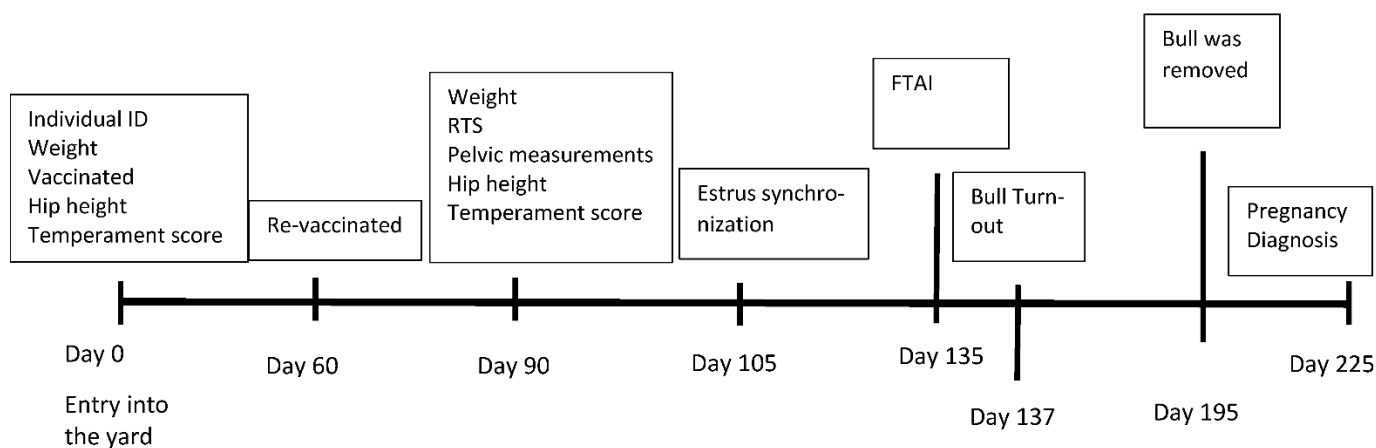 Individual ID
Weight
Vaccinated
Hip height
Temperament score
Re-vaccinated
Weight
RTS
Pelvic measurements
Hip height
Temperament score
Estrus synchro-
nization
FTAI
Bull Turn-
out
Bull was
removed
Pregnancy
Diagnosis
Day 0
Entry into
the yard
Day 60
Day 90
Day 105
Day 135
Day 137
Day 195
Day 225